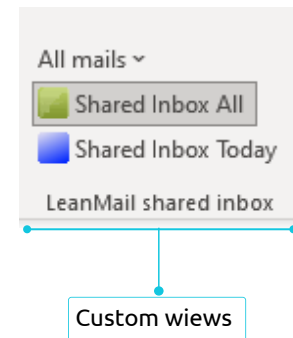 All mails
Shared Inbox All
Shared Inbox Today
LeanMail shared inbox
Custom wiews